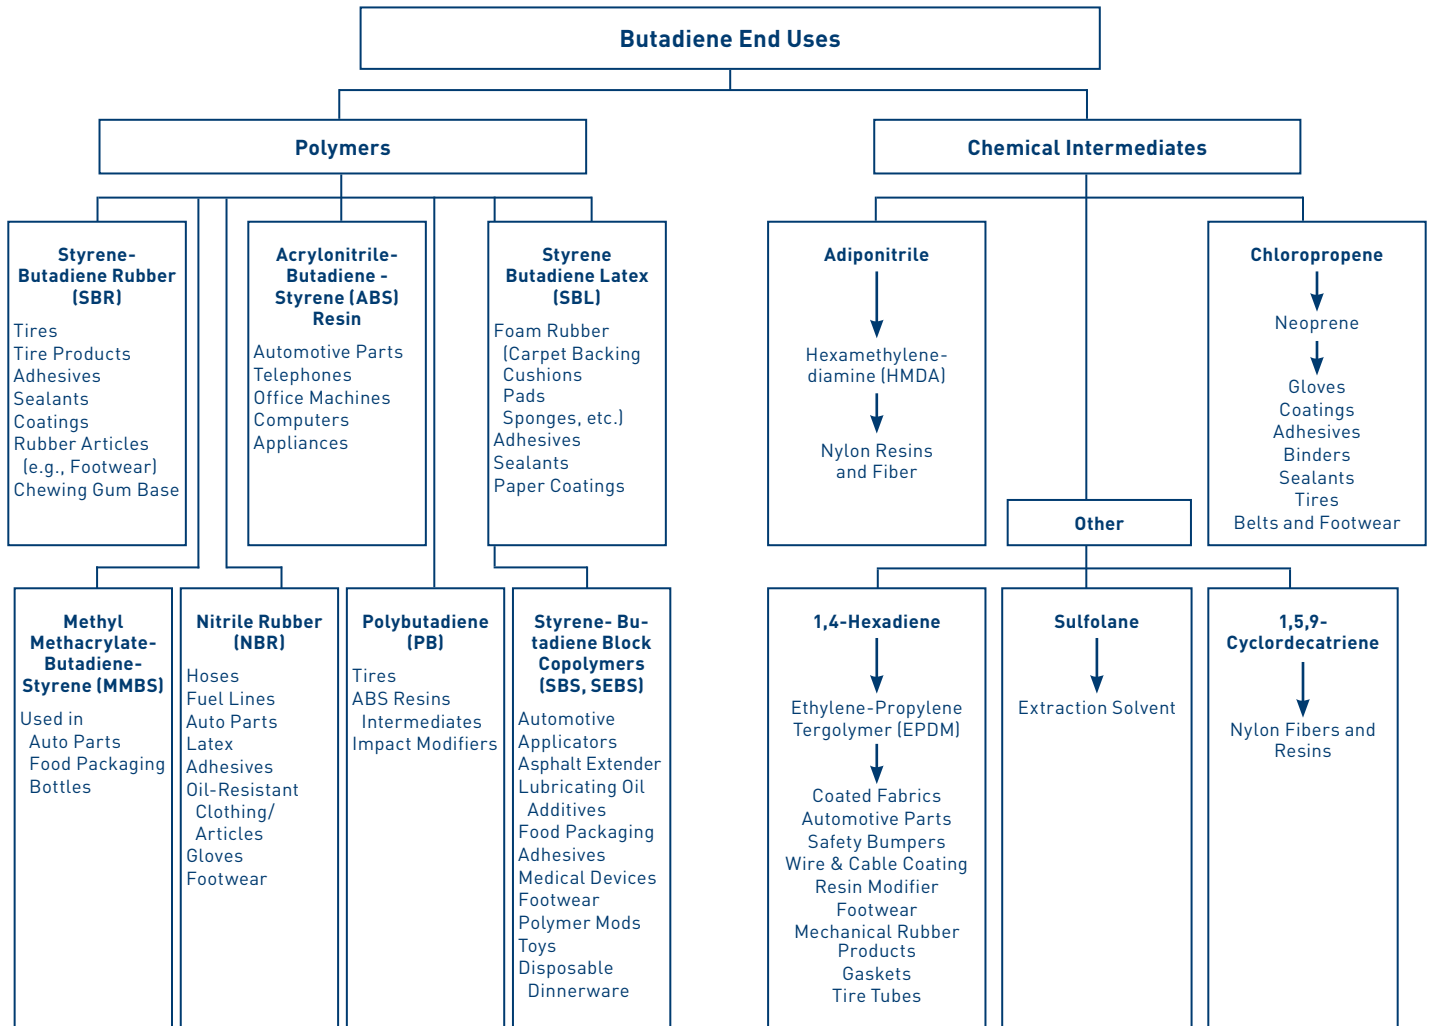 Butadiene End Uses
Polymers
Chemical Intermediates
Styrene-
Butadiene Rubber
(SBR)
Tires
Tire Products
Adhesives
Sealants
Coatings
Rubber Articles
(e.g., Footwear)
Chewing Gum Base
Acrylonitrile-
Butadiene -
Styrene (ABS)
Resin
Automotive Parts
Telephones
Office Machines
Computers
Appliances
Styrene
Butadiene Latex
(SBL)
Foam Rubber
(Carpet Backing
Cushions
Pads
Sponges, etc.)
Adhesives
Sealants
Paper Coatings
Adiponitrile
Hexamethylene-
diamine (HMDA)
Nylon Resins
and Fiber
Chloropropene
Neoprene
Gloves
Coatings
Adhesives
Binders
Sealants
Tires
Belts and Footwear
Other
Methyl
Methacrylate-
Butadiene-
Styrene (MMBS)
Used in
Auto Parts
Food Packaging
Bottles
Nitrile Rubber
(NBR)
Hoses
Fuel Lines
Auto Parts
Latex
Adhesives
Oil-Resistant
Clothing/
Articles
Gloves
Footwear
Polybutadiene
(PB)
Tires
ABS Resins
Intermediates
Impact Modifiers
Styrene- Bu-
tadiene Block
Copolymers
(SBS, SEBS)
Automotive
Applicators
Asphalt Extender
Lubricating Oil
Additives
Food Packaging
Adhesives
Medical Devices
Footwear
Polymer Mods
Toys
Disposable
Dinnerware
1,4-Hexadiene
Ethylene-Propylene
Tergolymer (EPDM)
Coated Fabrics
Automotive Parts
Safety Bumpers
Wire & Cable Coating
Resin Modifier
Footwear
Mechanical Rubber
Products
Gaskets
Tire Tubes
Sulfolane
Extraction Solvent
1,5,9-
Cyclordecatriene
Nylon Fibers and
Resins